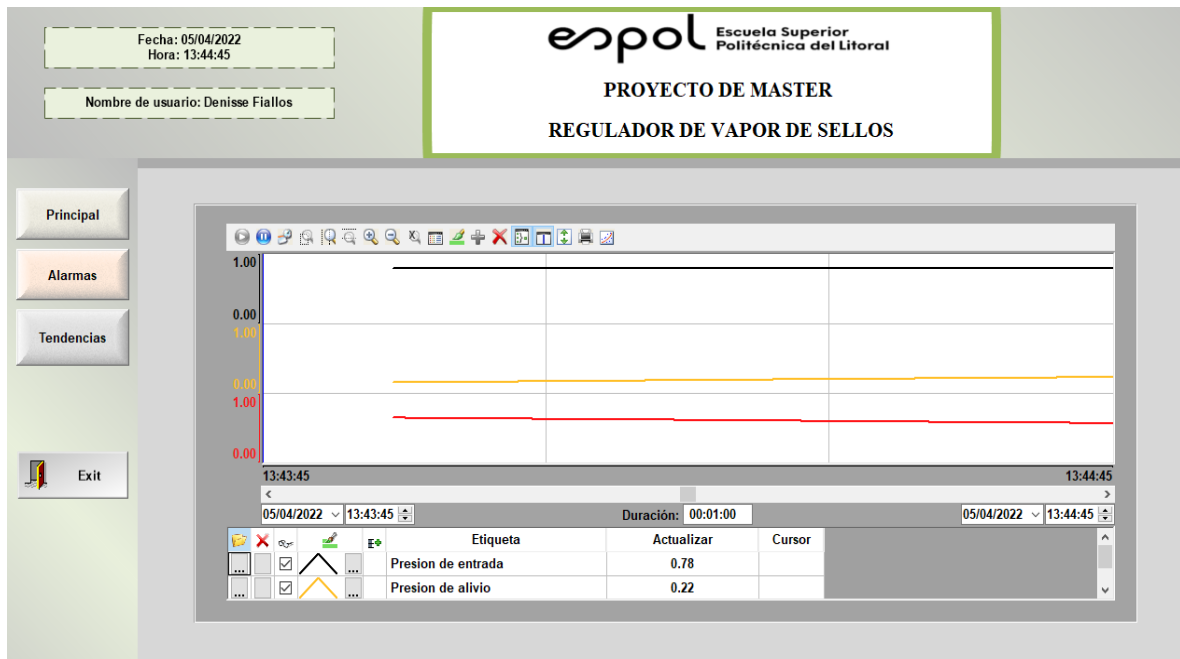 Fecha: 05/04/2022
Hora: 13:44:45
Nombre de usuario: Denisse Fiallos
espol Escuela Superior
Politécnica del Litoral
PROYECTO DE MASTER
REGULADOR DE VAPOR DE SELLOS
Principal
Alarmas
Tendencias
Exit
1.00
0.00
1.00
0.00
1.00
0.00
13:43:45 13:44:45
05/04/2022 13:43:45 Duración: 00:01:00 05/04/2022 13:44:45
Etiqueta Actualizar Cursor
... ... Presion de entrada 0.78
... ... Presion de alivio 0.22